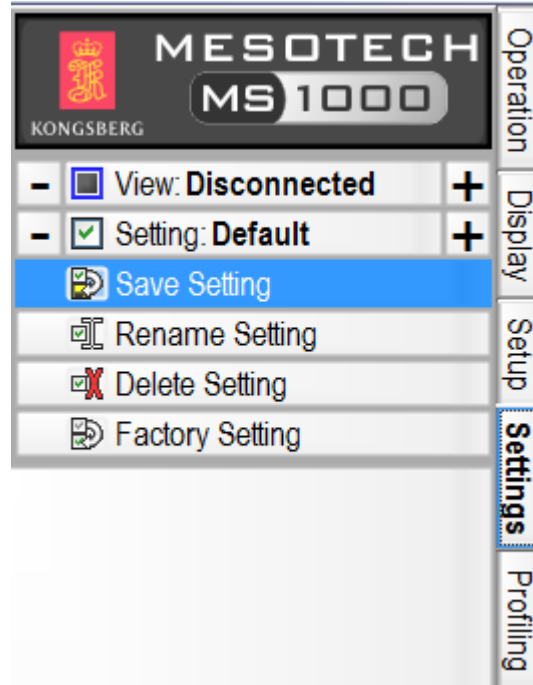 MESOTECH
MS 1000
KONGSBERG
- View: Disconnected +
- Setting: Default +
Save Setting
Rename Setting
Delete Setting
Factory Setting
Operation
Display
Setup
Settings
Profiling